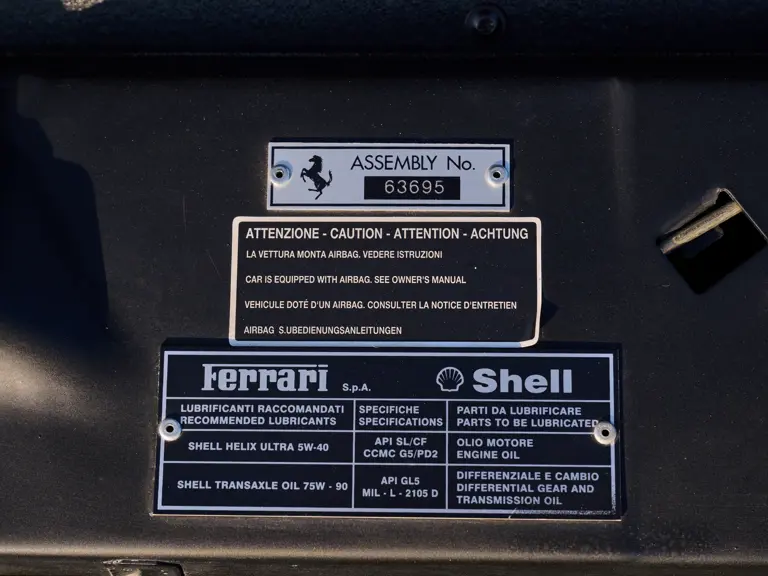 ASSEMBLY No.
63695
ATTENZIONE - CAUTION - ATTENTION - ACHTUNG
LA VETTURA MONTA AIRBAG. VEDERE ISTRUZIONI
CAR IS EQUIPPED WITH AIRBAG. SEE OWNER'S MANUAL
VEHICULE DOTÉ D'UN AIRBAG. CONSULTER LA NOTICE D'ENTRETIEN
AIRBAG S.UBEDIENUNGSANLEITUNGEN
Ferrari S.p.A.
Shell
LUBRIFICANTI RACCOMANDATI
RECOMMENDED LUBRICANTS
SPECIFICHE
SPECIFICATIONS
PARTI DA LUBRIFICARE
PARTS TO BE LUBRICATED
SHELL HELIX ULTRA 5W-40
API SL/CF
CCMC G5/PD2
OLIO MOTORE
ENGINE OIL
SHELL TRANSAXLE OIL 75W - 90
API GL5
MIL - L - 2105 D
DIFFERENZIALE E CAMBIO
DIFFERENTIAL GEAR AND
TRANSMISSION OIL